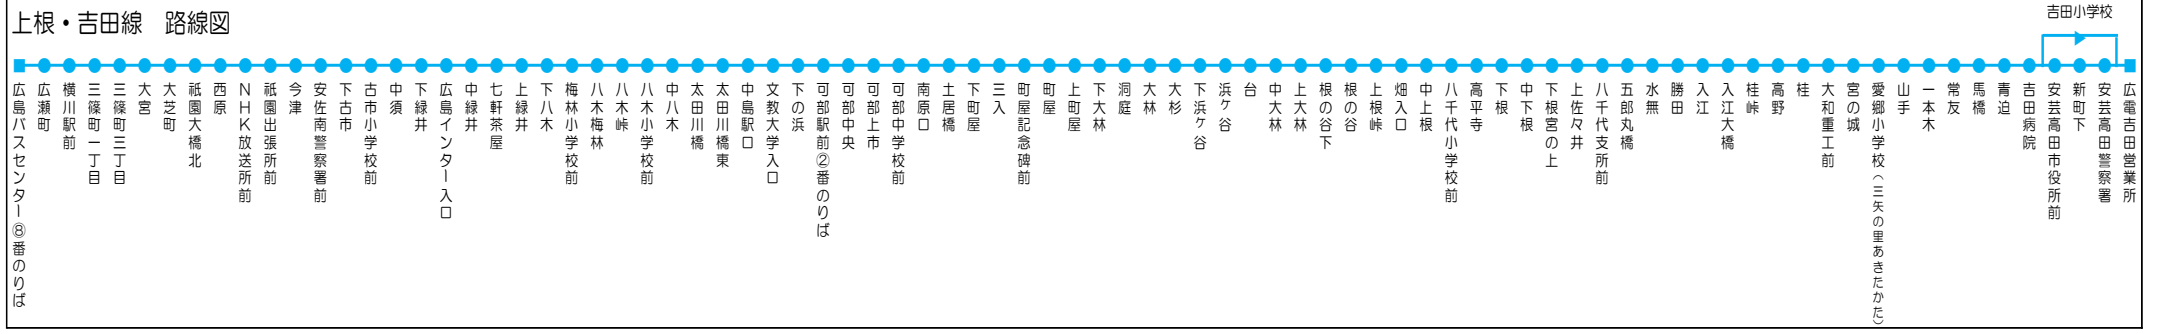 上根・吉田線　路線図
吉田小学校
広島バスセンター⑧番のりば
広瀬町
横川駅前
三篠町一丁目
三篠町三丁目
大宮
大芝町
祇園大橋北
西原
NHK放送所前
祇園出張所前
今津
安佐南警察署前
下古市
古市小学校前
中須
下緑井
広島インター入口
中緑井
七軒茶屋
上緑井
下八木
梅林小学校前
八木梅林
八木峠
八木小学校前
中八木
太田川橋
太田川橋東
中島駅口
文教大学入口
下の浜
可部駅前②番のりば
可部中央
可部上市
可部中学校前
南原口
土居橋
下町屋
三入
町屋記念碑前
町屋
上町屋
下大林
洞庭
大林
大杉
下浜ケ谷
浜ケ谷
台
中大林
上大林
根の谷下
根の谷
上根峠
畑入口
中上根
八千代小学校前
高平寺
下根
中下根
下根宮の上
上佐々井
八千代支所前
五郎丸橋
水無
勝田
入江
入江大橋
桂峠
高野
桂
大和重工前
宮の城
愛郷小学校（三矢の里あきたかた）
山手
一本木
常友
馬橋
青迫
吉田病院
安芸高田市役所前
新町下
安芸高田警察署
広電吉田営業所